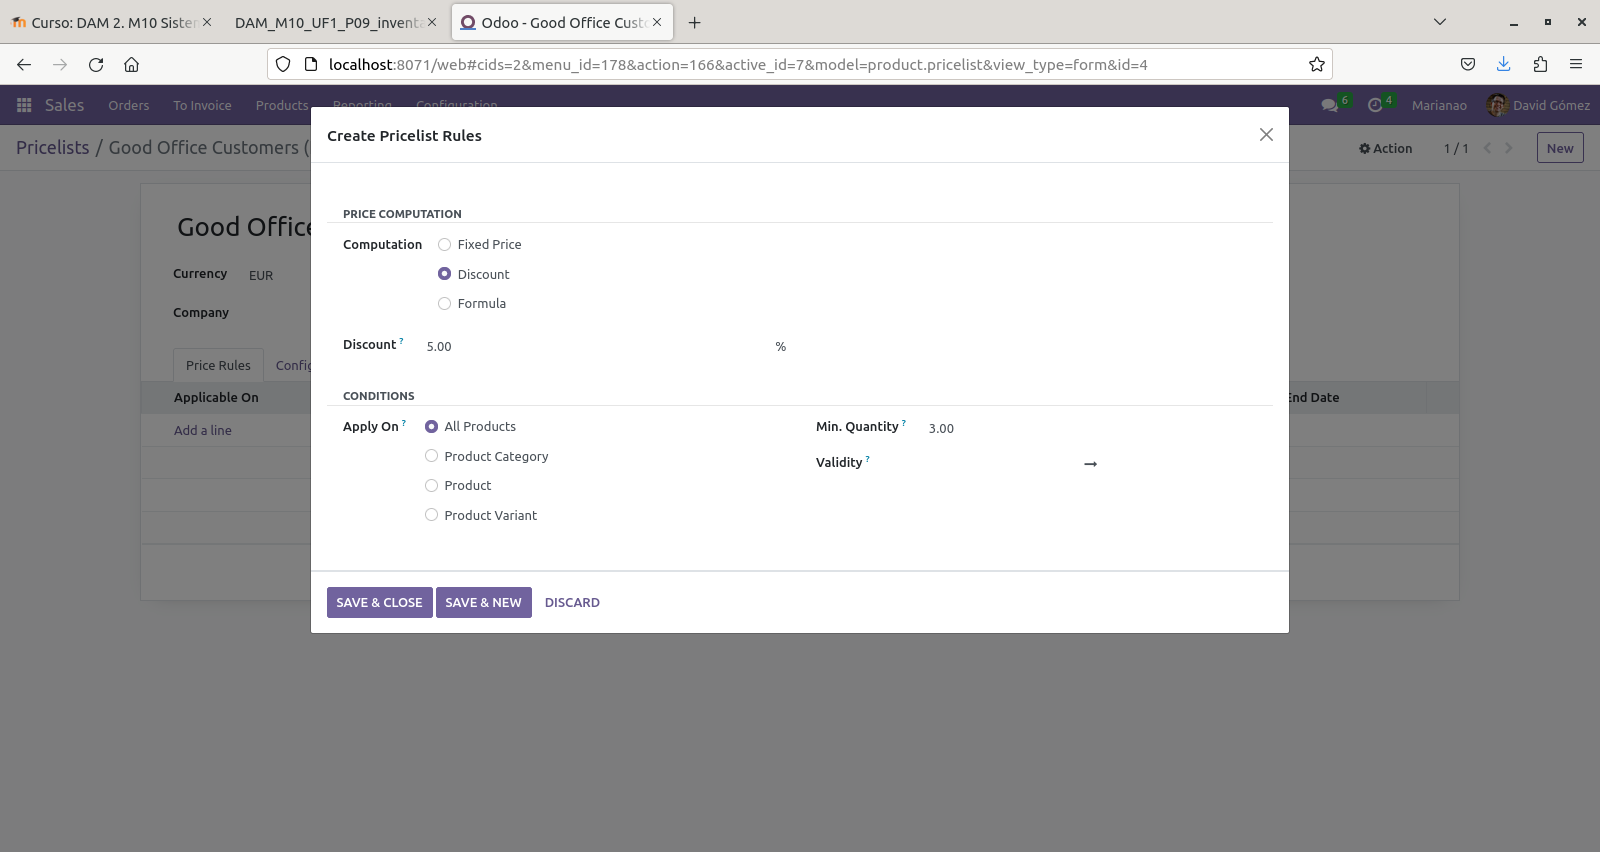 Curso: DAM 2. M10 Sister
DAM_M10_UF1_P09_inventa
Odoo - Good Office Custo
localhost:8071/web#cids=2&menu_id=178&action=166&active_id=7&model=product.pricelist&view_type=form&id=4
Sales Orders To Invoice Products Reporting Configuration 6 4 Marianao David Gómez
Pricelists / Good Office Customers ( Action 1 / 1 New
Create Pricelist Rules
Good Office
Currency EUR
Company
Price Rules Config
Applicable On End Date
Add a line
PRICE COMPUTATION
Computation Fixed Price
Discount
Formula
Discount ? 5.00 %
CONDITIONS
Apply On ? All Products Min. Quantity ? 3.00
Product Category Validity ? →
Product
Product Variant
SAVE & CLOSE SAVE & NEW DISCARD